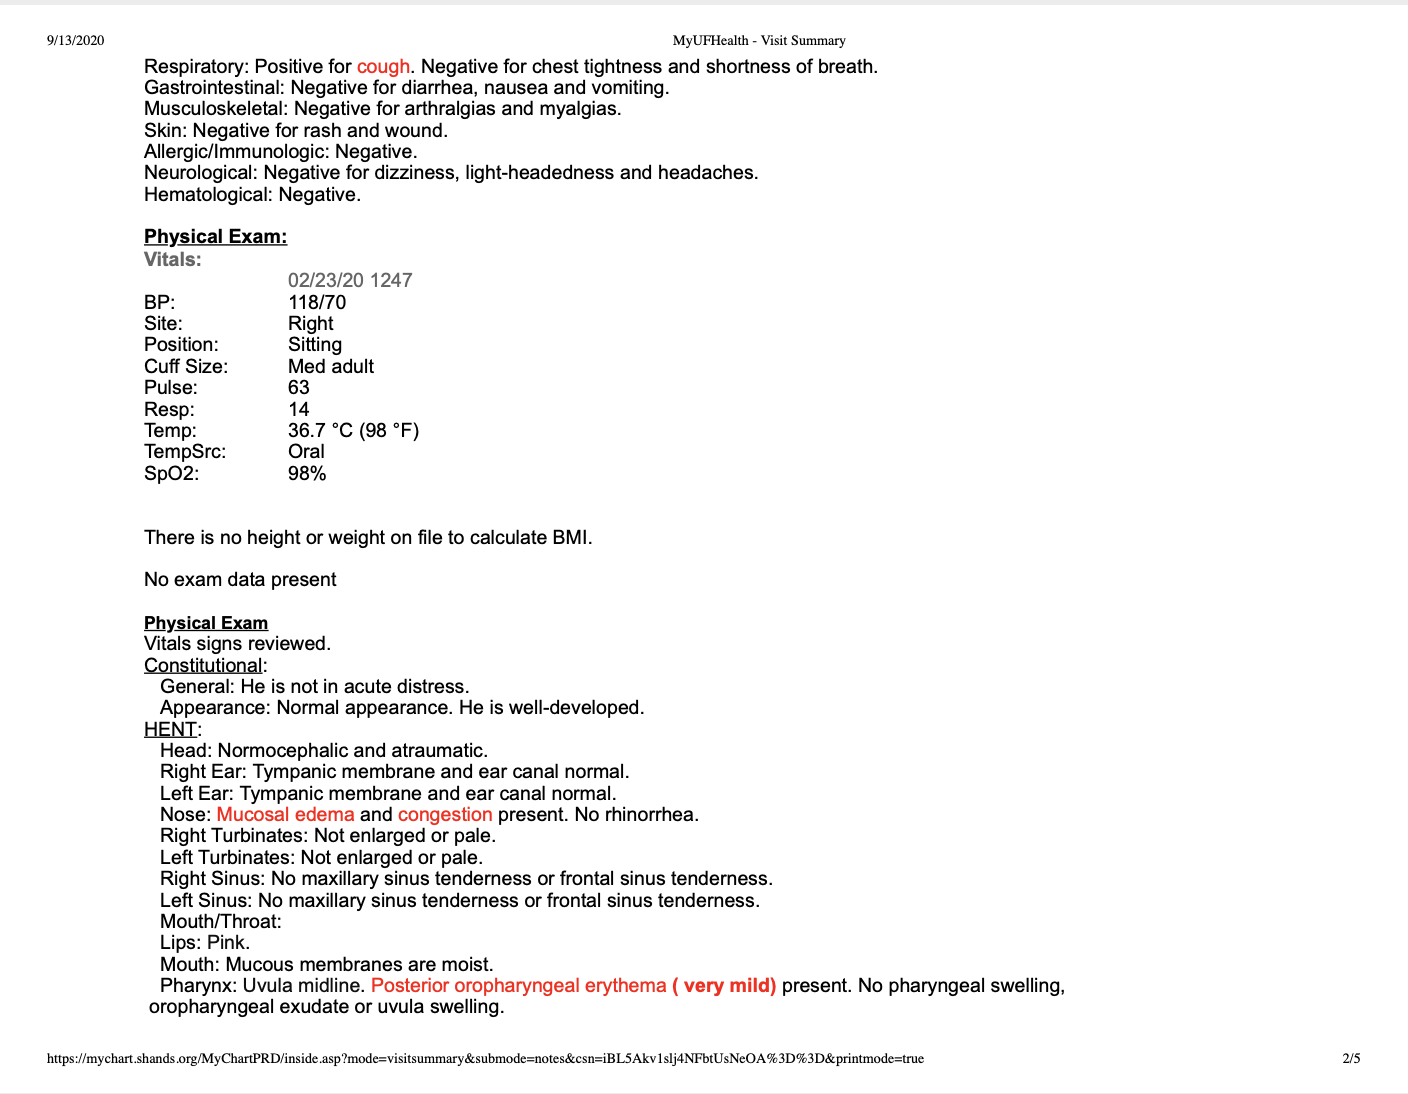 9/13/2020 MyUFHealth - Visit Summary
Respiratory: Positive for cough. Negative for chest tightness and shortness of breath.
Gastrointestinal: Negative for diarrhea, nausea and vomiting.
Musculoskeletal: Negative for arthralgias and myalgias.
Skin: Negative for rash and wound.
Allergic/Immunologic: Negative.
Neurological: Negative for dizziness, light-headedness and headaches.
Hematological: Negative.
Physical Exam:
Vitals:
02/23/20 1247
BP: 118/70
Site: Right
Position: Sitting
Cuff Size: Med adult
Pulse: 63
Resp: 14
Temp: 36.7 °C (98 °F)
TempSrc: Oral
SpO2: 98%
There is no height or weight on file to calculate BMI.
No exam data present
Physical Exam
Vitals signs reviewed.
Constitutional:
General: He is not in acute distress.
Appearance: Normal appearance. He is well-developed.
HENT:
Head: Normocephalic and atraumatic.
Right Ear: Tympanic membrane and ear canal normal.
Left Ear: Tympanic membrane and ear canal normal.
Nose: Mucosal edema and congestion present. No rhinorrhea.
Right Turbinates: Not enlarged or pale.
Left Turbinates: Not enlarged or pale.
Right Sinus: No maxillary sinus tenderness or frontal sinus tenderness.
Left Sinus: No maxillary sinus tenderness or frontal sinus tenderness.
Mouth/Throat:
Lips: Pink.
Mouth: Mucous membranes are moist.
Pharynx: Uvula midline. Posterior oropharyngeal erythema ( very mild) present. No pharyngeal swelling,
oropharyngeal exudate or uvula swelling.
https://mychart.shands.org/MyChartPRD/inside.asp?mode=visitsummary&submode=notes&csn=iBL5Akv1slj4NFbtUsNeOA%3D%3D&printmode=true 2/5